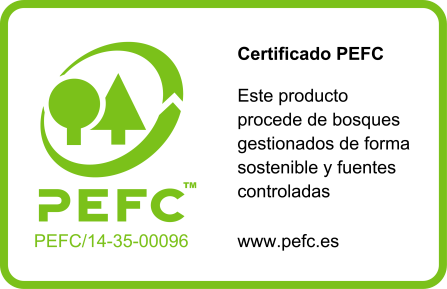 PEFC™
PEFC/14-35-00096
Certificado PEFC
Este producto
procede de bosques
gestionados de forma
sostenible y fuentes
controladas
www.pefc.es